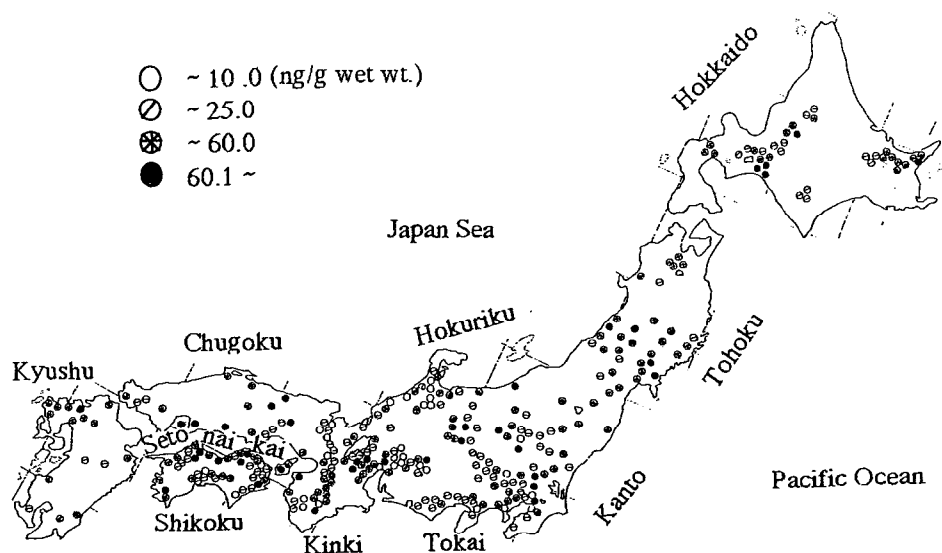 ~ 10 .0 (ng/g wet wt.)
~ 25.0
~ 60.0
60.1 ~
Hokkaido
Japan Sea
Hokuriku
Chugoku
Kyushu
Tohoku
Seto nai kai
Pacific Ocean
Kanto
Shikoku
Kinki
Tokai